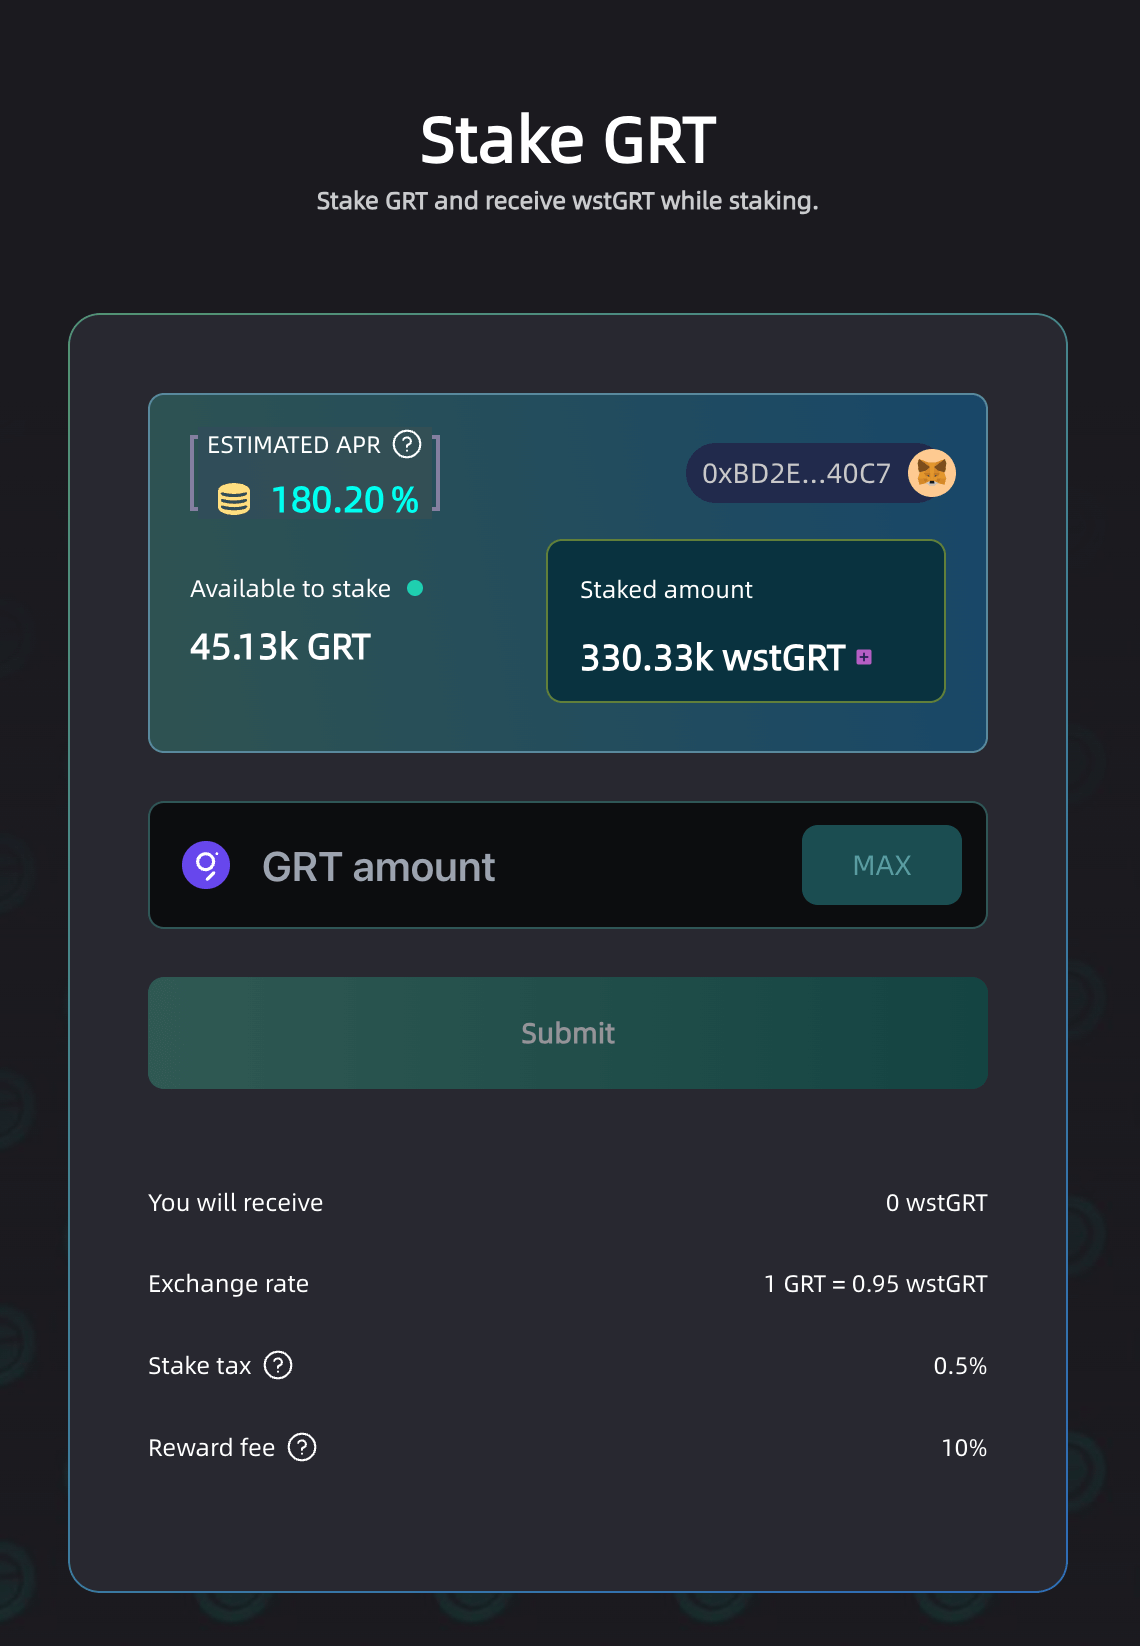 Stake GRT
Stake GRT and receive wstGRT while staking.
ESTIMATED APR ?
180.20 %
0xBD2E...40C7
Available to stake
45.13k GRT
Staked amount
330.33k wstGRT
GRT amount
MAX
Submit
You will receive 0 wstGRT
Exchange rate 1 GRT = 0.95 wstGRT
Stake tax ? 0.5%
Reward fee ? 10%